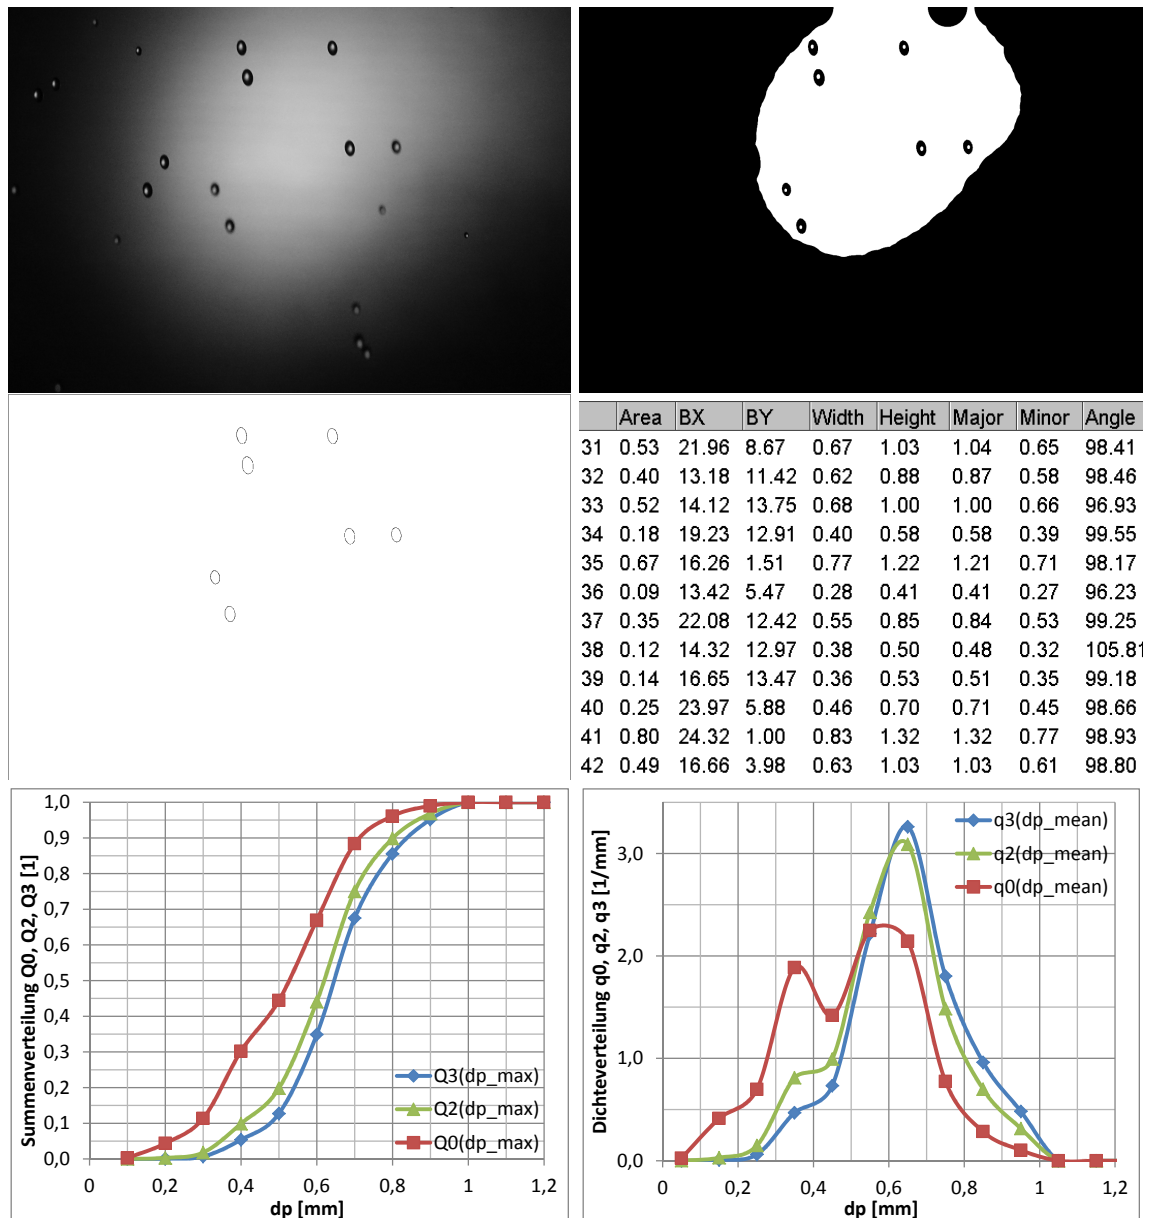 Area BX BY Width Height Major Minor Angle
31 0.53 21.96 8.67 0.67 1.03 1.04 0.65 98.41
32 0.40 13.18 11.42 0.62 0.88 0.87 0.58 98.46
33 0.52 14.12 13.75 0.68 1.00 1.00 0.66 96.93
34 0.18 19.23 12.91 0.40 0.58 0.58 0.39 99.55
35 0.67 16.26 1.51 0.77 1.22 1.21 0.71 98.17
36 0.09 13.42 5.47 0.28 0.41 0.41 0.27 96.23
37 0.35 22.08 12.42 0.55 0.85 0.84 0.53 99.25
38 0.12 14.32 12.97 0.38 0.50 0.48 0.32 105.81
39 0.14 16.65 13.47 0.36 0.53 0.51 0.35 99.18
40 0.25 23.97 5.88 0.46 0.70 0.71 0.45 98.66
41 0.80 24.32 1.00 0.83 1.32 1.32 0.77 98.93
42 0.49 16.66 3.98 0.63 1.03 1.03 0.61 98.80
Summenverteilung Q0, Q2, Q3 [1]
1,0
0,9
0,8
0,7
0,6
0,5
0,4
0,3
0,2
0,1
0,0
Q3(dp_max)
Q2(dp_max)
Q0(dp_max)
0 0,2 0,4 0,6 0,8 1 1,2
dp [mm]
Dichteverteilung q0, q2, q3 [1/mm]
3,0
2,0
1,0
0,0
q3(dp_mean)
q2(dp_mean)
q0(dp_mean)
0 0,2 0,4 0,6 0,8 1 1,2
dp [mm]